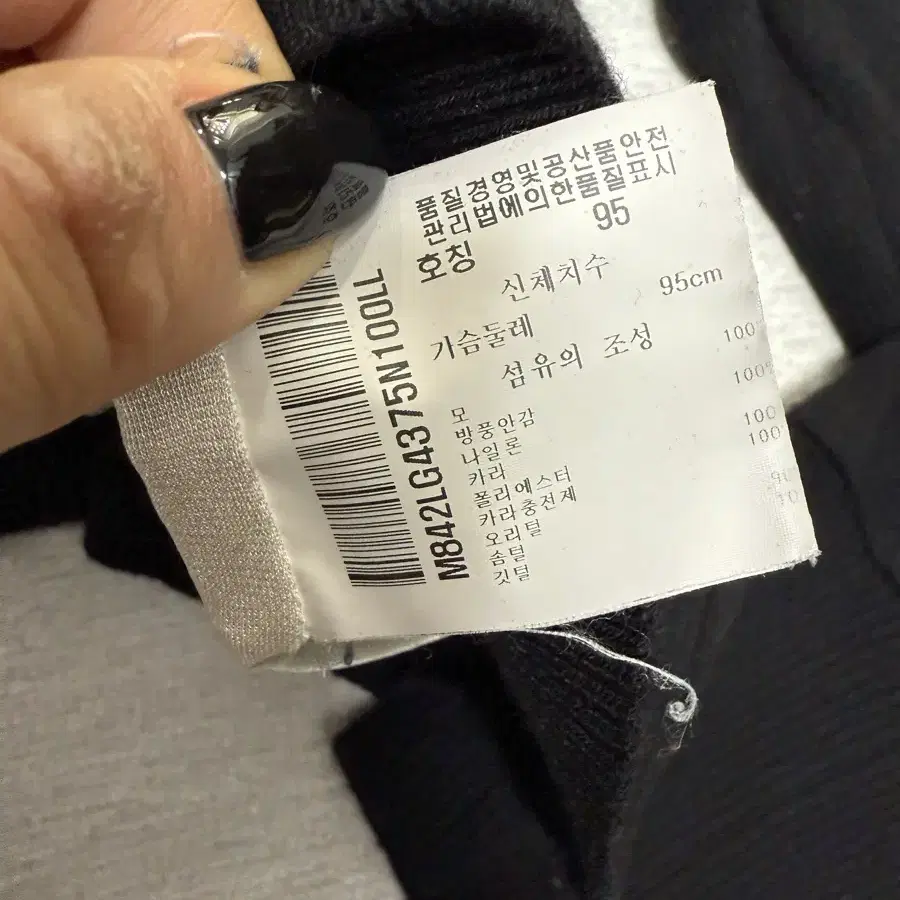 품질경영및공산품안전
관리법에의한품질표시
호칭 95
신체치수
가슴둘레 95cm
섬유의 조성
모 100
방풍안감
나일론 100%
카라
폴리에스터 100
카라충전제 100
오리털
솜털
깃털
M842LG4375N100LL